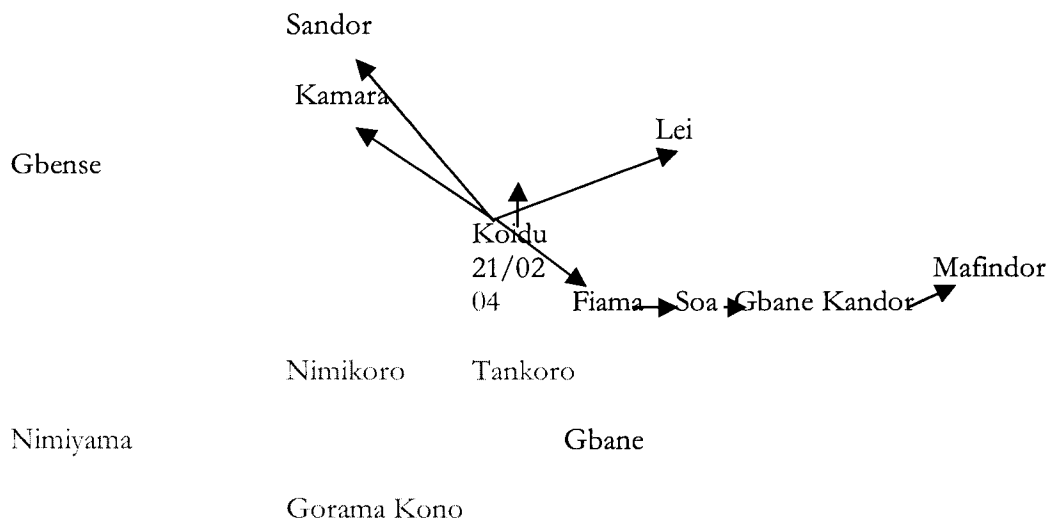 Sandor
Kamara
Lei
Gbense
Koidu
21/02
04
Mafindor
Fiama Soa Gbane Kandor
Nimikoro Tankoro
Nimiyama Gbane
Gorama Kono